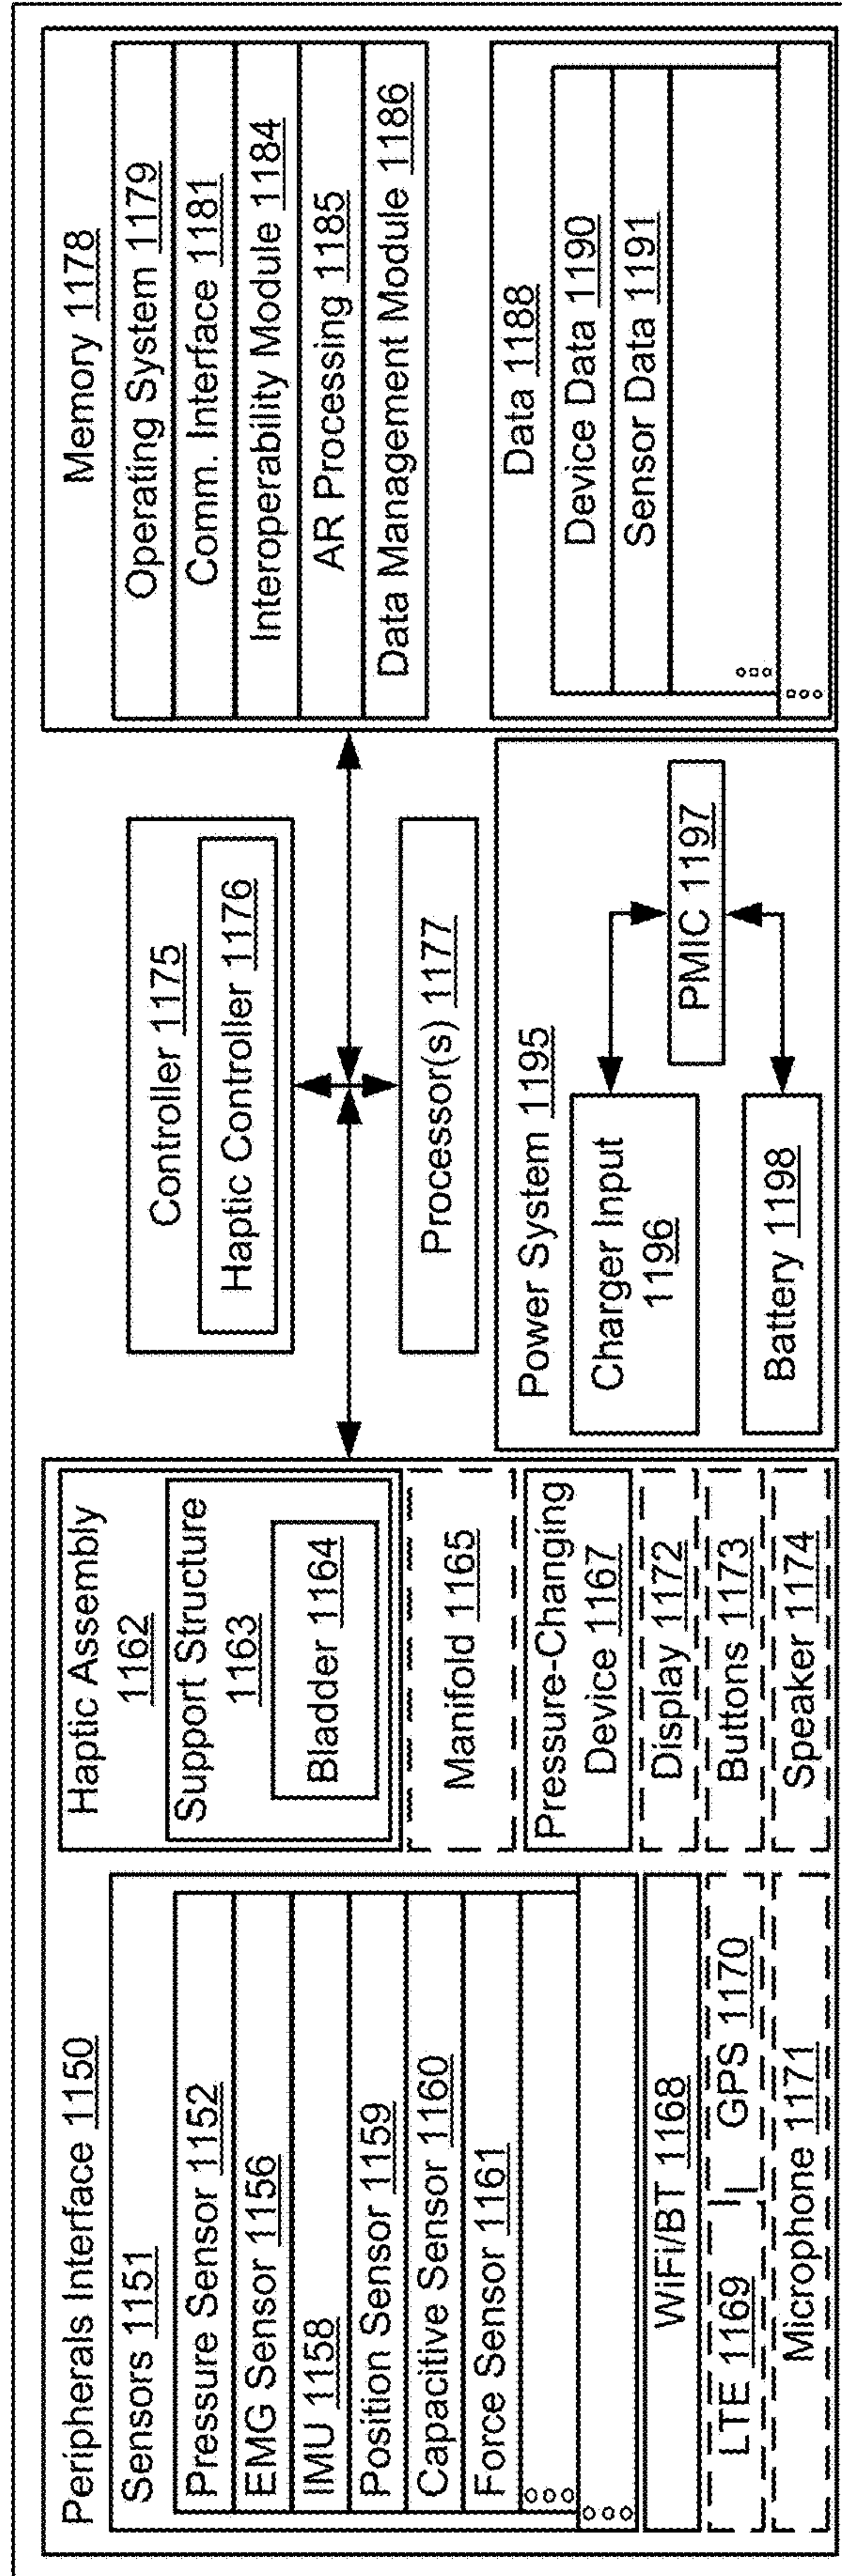 Peripherals Interface 1150
Sensors 1151
Pressure Sensor 1152
EMG Sensor 1156
IMU 1158
Position Sensor 1159
Capacitive Sensor 1160
Force Sensor 1161
WiFi/BT 1168
LTE 1169
GPS 1170
Microphone 1171
Haptic Assembly
1162
Support Structure
1163
Bladder 1164
Manifold 1165
Pressure-Changing
Device 1167
Display 1172
Buttons 1173
Speaker 1174
Controller 1175
Haptic Controller 1176
Processor(s) 1177
Power System 1195
Charger Input
1196
PMIC 1197
Battery 1198
Memory 1178
Operating System 1179
Comm. Interface 1181
Interoperability Module 1184
AR Processing 1185
Data Management Module 1186
Data 1188
Device Data 1190
Sensor Data 1191